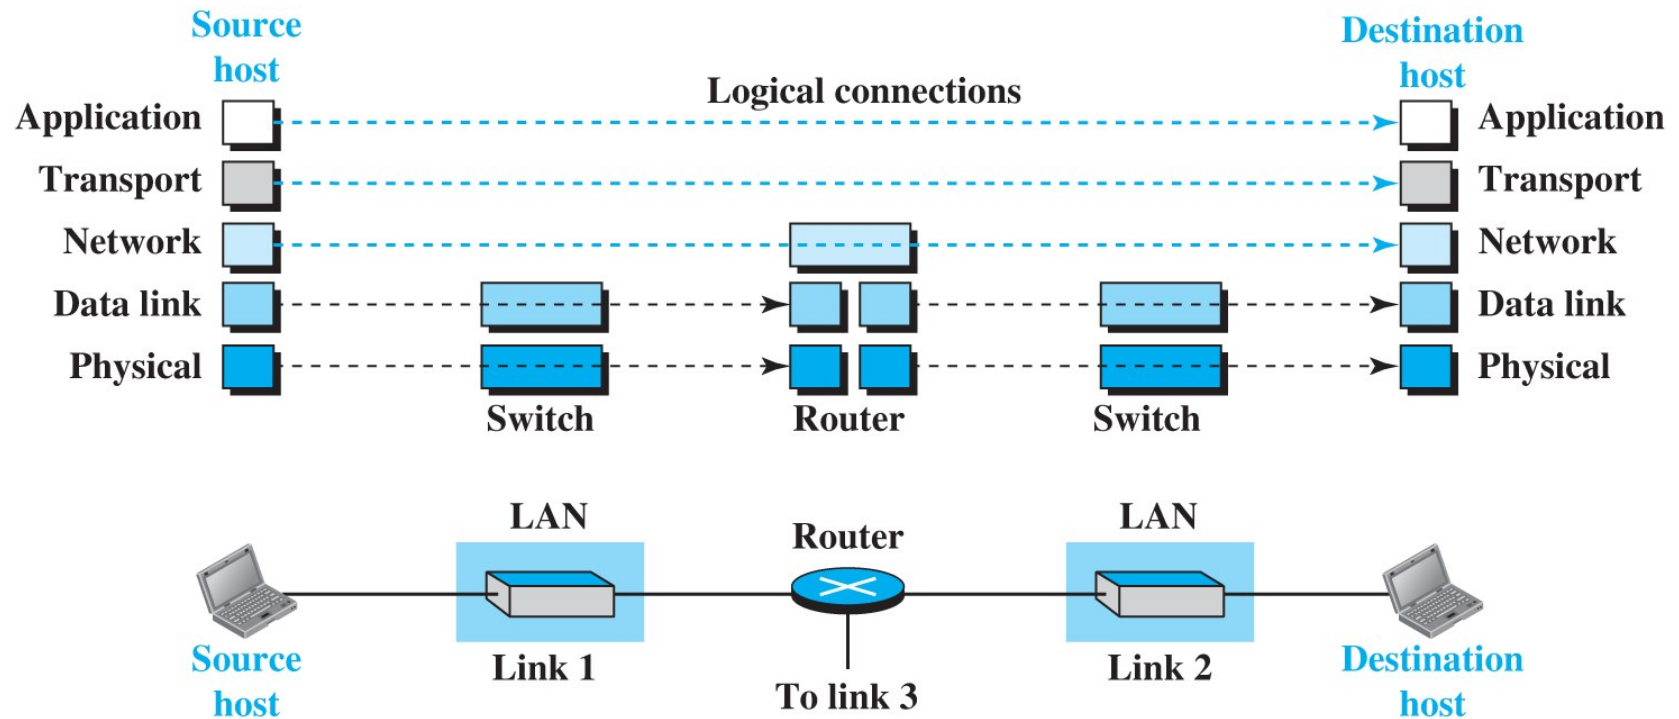 Source
host
Destination
host
Logical connections
Application
Application
Transport
Transport
Network
Network
Data link
Data link
Physical
Physical
Switch
Router
Switch
LAN
Router
LAN
Source
host
Link 1
To link 3
Link 2
Destination
host